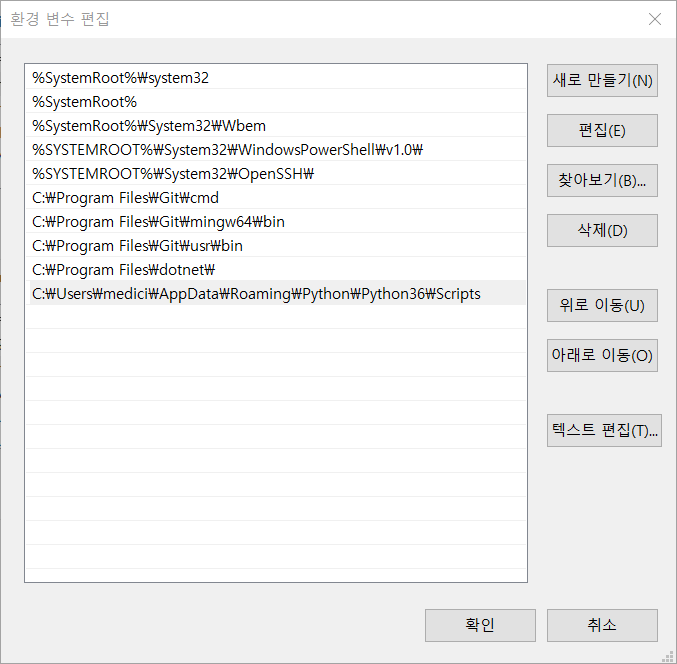 환경 변수 편집
%SystemRoot%₩system32
%SystemRoot%
%SystemRoot%₩System32₩Wbem
%SYSTEMROOT%₩System32₩WindowsPowerShell₩v1.0₩
%SYSTEMROOT%₩System32₩OpenSSH₩
C:₩Program Files₩Git₩cmd
C:₩Program Files₩Git₩mingw64₩bin
C:₩Program Files₩Git₩usr₩bin
C:₩Program Files₩dotnet₩
C:₩Users₩medici₩AppData₩Roaming₩Python₩Python36₩Scripts
새로 만들기(N)
편집(E)
찾아보기(B)...
삭제(D)
위로 이동(U)
아래로 이동(O)
텍스트 편집(T)...
확인
취소